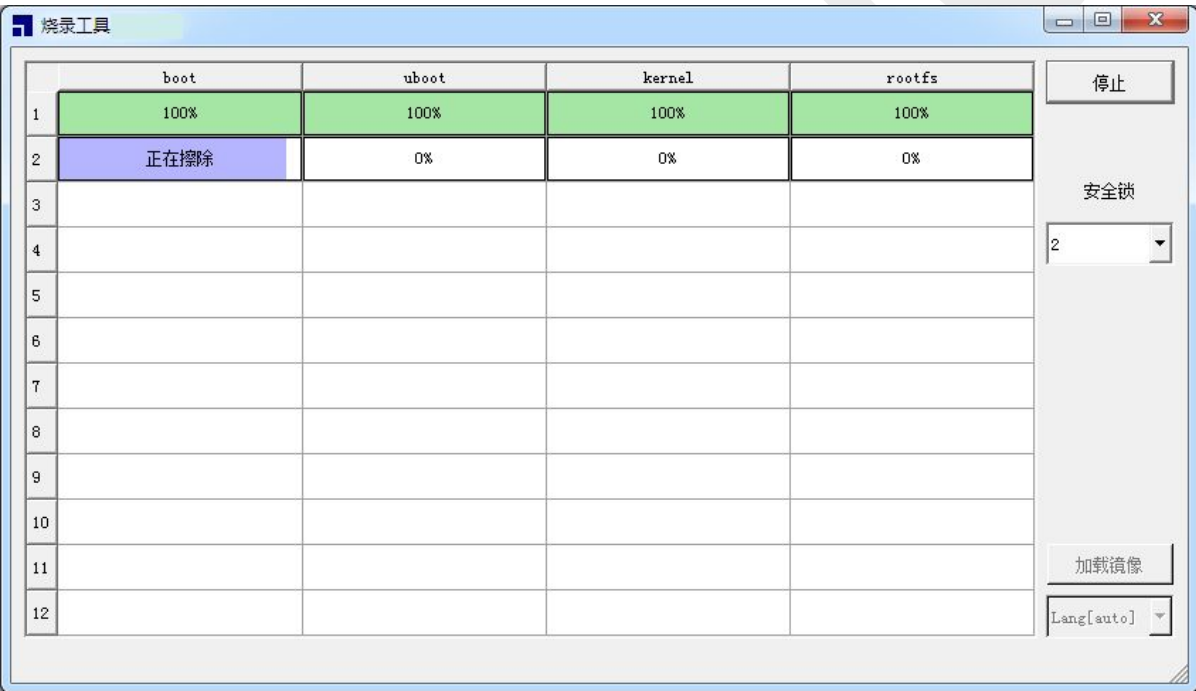 烧录工具
boot uboot kernel rootfs 停止
1 100% 100% 100% 100%
2 正在擦除 0% 0% 0%
3 安全锁
4 2
5
6
7
8
9
10
11 加载镜像
12 Lang[auto]